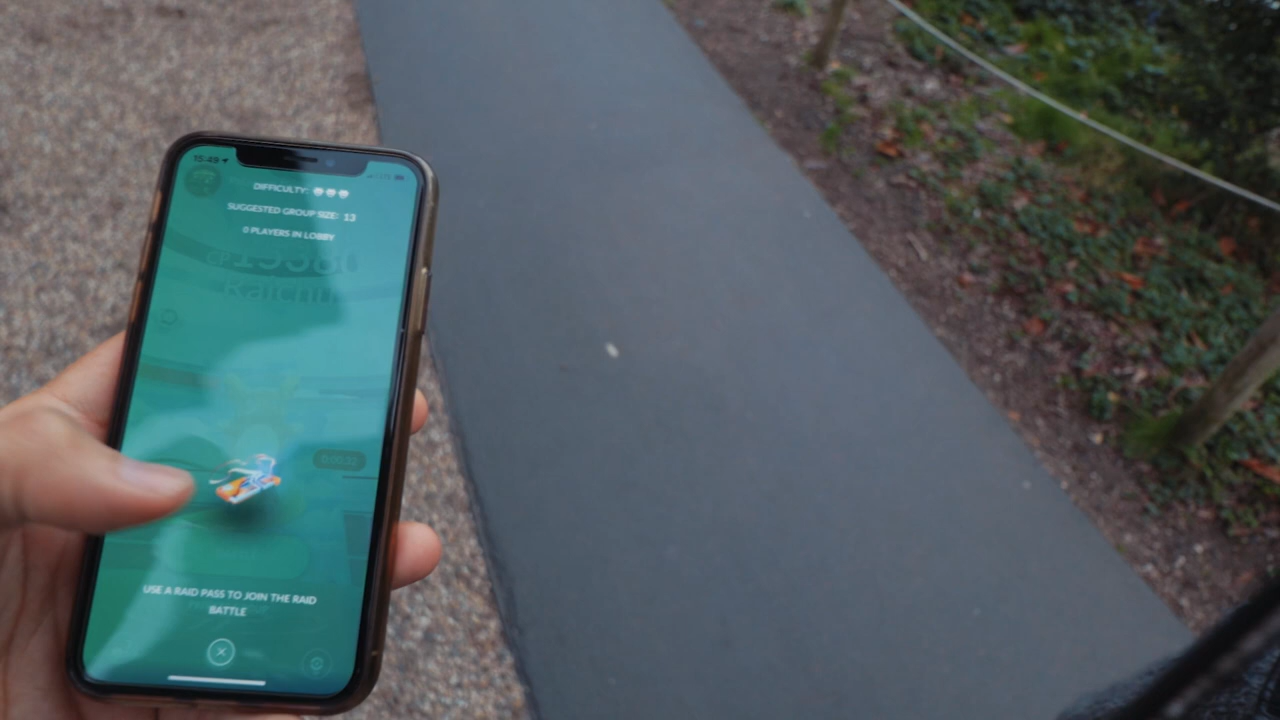 15:49
DIFFICULTY:
SUGGESTED GROUP SIZE: 13
0 PLAYERS IN LOBBY
Raichu
USE A RAID PASS TO JOIN THE RAID
BATTLE